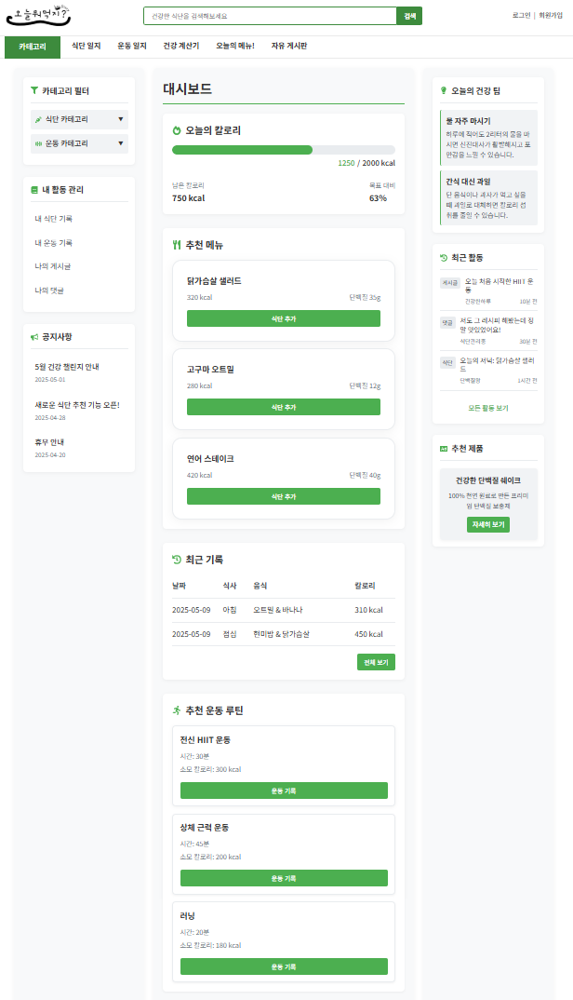 오늘뭐먹지?
건강한 식단을 검색해보세요
검색
로그인 | 회원가입
카테고리
식단 일지
운동 일지
건강 계산기
오늘의 메뉴!
자유 게시판
카테고리 필터
식단 카테고리 ▼
운동 카테고리 ▼
내 활동 관리
내 식단 기록
내 운동 기록
나의 게시글
나의 댓글
공지사항
5월 건강 챌린지 안내
2025-05-01
새로운 식단 추천 기능 오픈!
2025-04-28
휴무 안내
2025-04-20
대시보드
오늘의 칼로리
1250 / 2000 kcal
남은 칼로리
750 kcal
목표 대비
63%
추천 메뉴
닭가슴살 샐러드
320 kcal
단백질 35g
식단 추가
고구마 오트밀
280 kcal
단백질 12g
식단 추가
연어 스테이크
420 kcal
단백질 40g
식단 추가
최근 기록
날짜 식사 음식 칼로리
2025-05-09 아침 오트밀 & 바나나 310 kcal
2025-05-09 점심 현미밥 & 닭가슴살 450 kcal
전체 보기
추천 운동 루틴
전신 HIIT 운동
시간: 30분
소모 칼로리: 300 kcal
운동 기록
상체 근력 운동
시간: 45분
소모 칼로리: 200 kcal
운동 기록
러닝
시간: 20분
소모 칼로리: 180 kcal
운동 기록
오늘의 건강 팁
물 자주 마시기
하루에 적어도 2리터의 물을 마
시면 신진대사가 활발해지고 포
만감을 느낄 수 있습니다.
간식 대신 과일
단 음식이나 과자가 먹고 싶을
때 과일로 대체하면 칼로리 섭
취를 줄일 수 있습니다.
최근 활동
게시글
오늘 처음 시작한 HIIT 운
동
건강한하루
10분 전
댓글
저도 그 레시피 해봤는데 정
말 맛있었어요!
식단관리중
30분 전
식단
오늘의 저녁: 닭가슴살 샐러
드
단백질왕
1시간 전
모든 활동 보기
추천 제품
건강한 단백질 쉐이크
100% 천연 원료로 만든 프리미
엄 단백질 보충제
자세히 보기